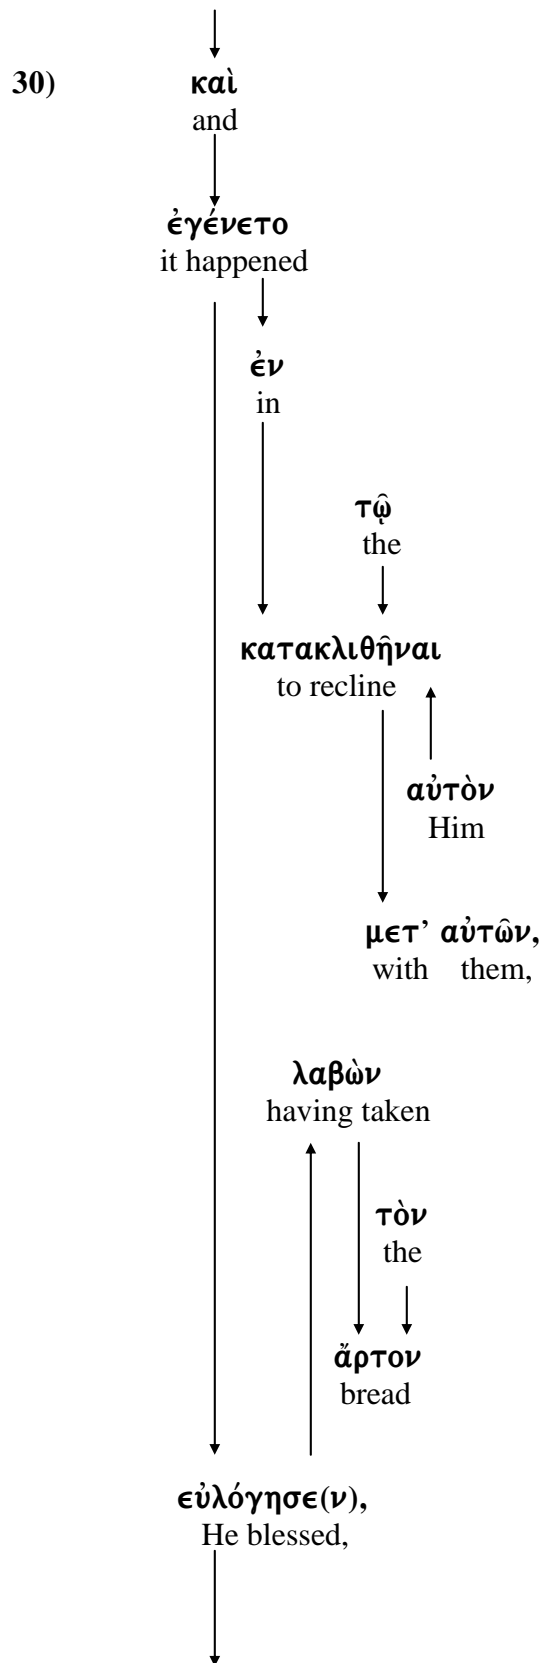 30) καὶ
and
ἐγένετο
it happened
ἐν
in
τῷ
the
κατακλιθῆναι
to recline
αὐτὸν
Him
μετ’ αὐτῶν,
with them,
λαβὼν
having taken
τὸν
the
ἄρτον
bread
εὐλόγησε(ν),
He blessed,